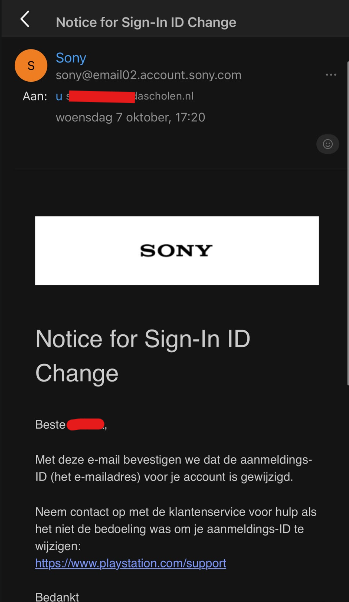 Notice for Sign-In ID Change
S
Sony
sony@email02.account.sony.com
Aan: u s dascholen.nl
woensdag 7 oktober, 17:20
SONY
Notice for Sign-In ID
Change
Beste ,
Met deze e-mail bevestigen we dat de aanmeldings-
ID (het e-mailadres) voor je account is gewijzigd.
Neem contact op met de klantenservice voor hulp als
het niet de bedoeling was om je aanmeldings-ID te
wijzigen:
https://www.playstation.com/support
Bedankt